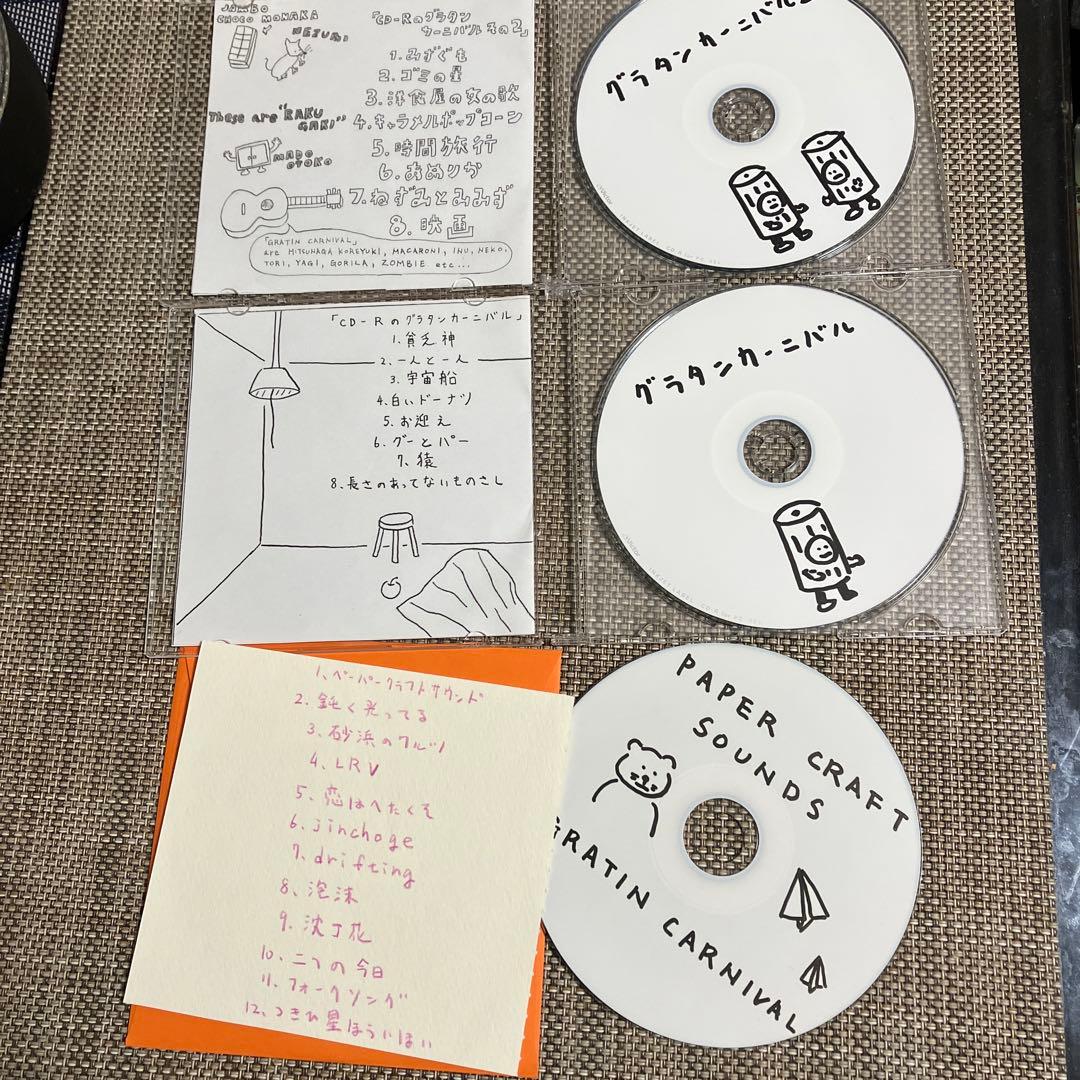 JAMBO
CHOCO MONAKA
NEZUMI
「CD-Rのグラタン
カーニバルその2」
1. みずぐも
2. ゴミの星
3. 洋食屋の女の歌
4. キャラメルポップコーン
5. 時間旅行
6. あめりか
7. ねずみとみみず
8. 映画
These are "RAKU
GAKI"
MADO
OTOKO
「GRATIN CARNIVAL」
are MITSUNAGA KOREYUKI, MACARONI, INU, NEKO,
TORI, YAGI, GORILA, ZOMBIE etc...
グラタンカーニバル2
「CD-Rのグラタンカーニバル」
1. 貧乏神
2. 一人と一人
3. 宇宙船
4. 白いドーナツ
5. お迎え
6. グーとパー
7. 猿
8. 長さのあってないものさし
グラタンカーニバル
1、ペーパークラフトサウンド
2. 鈍く光ってる
3、砂浜のワルツ
4、LRV
5、恋はへたくそ
6、jinchoge
7、drifting
8、泡沫
9、沈丁花
10、二つの今日
11、フォークソング
12、つきひ星ほういほい
PAPER CRAFT
SOUNDS
GRATIN CARNIVAL